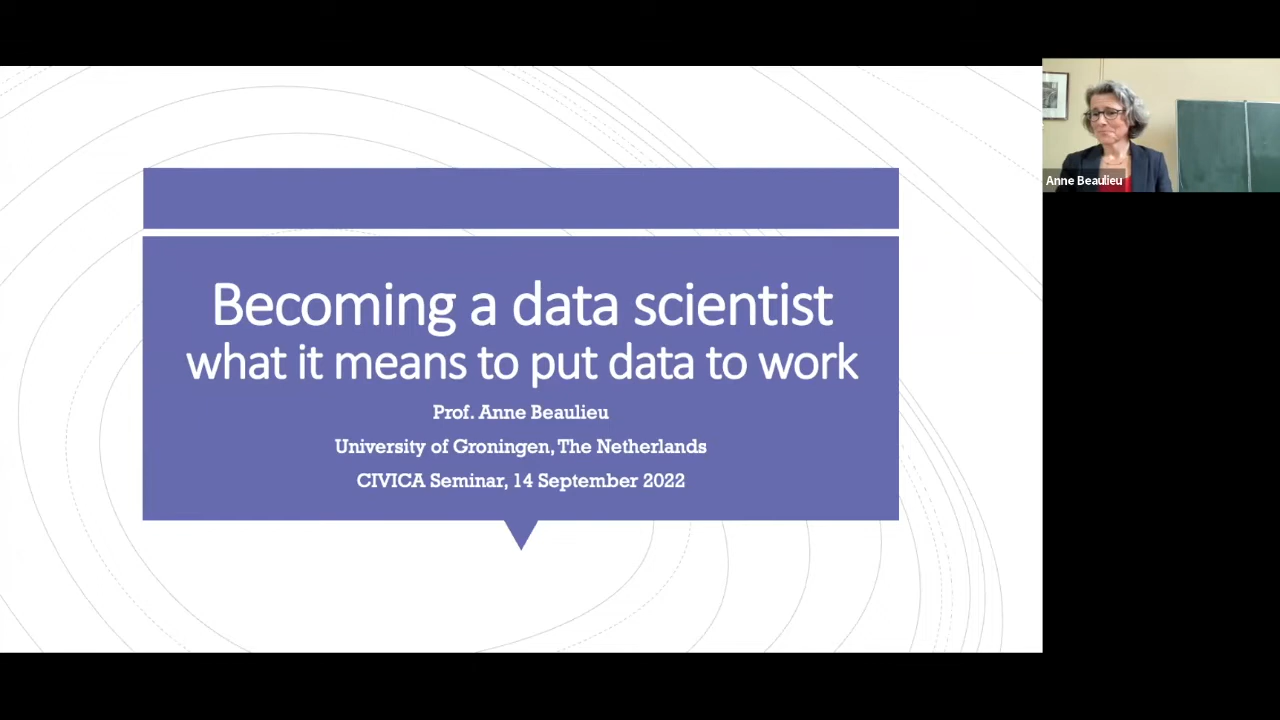 Becoming a data scientist
what it means to put data to work
Prof. Anne Beaulieu
University of Groningen, The Netherlands
CIVICA Seminar, 14 September 2022
Anne Beaulieu